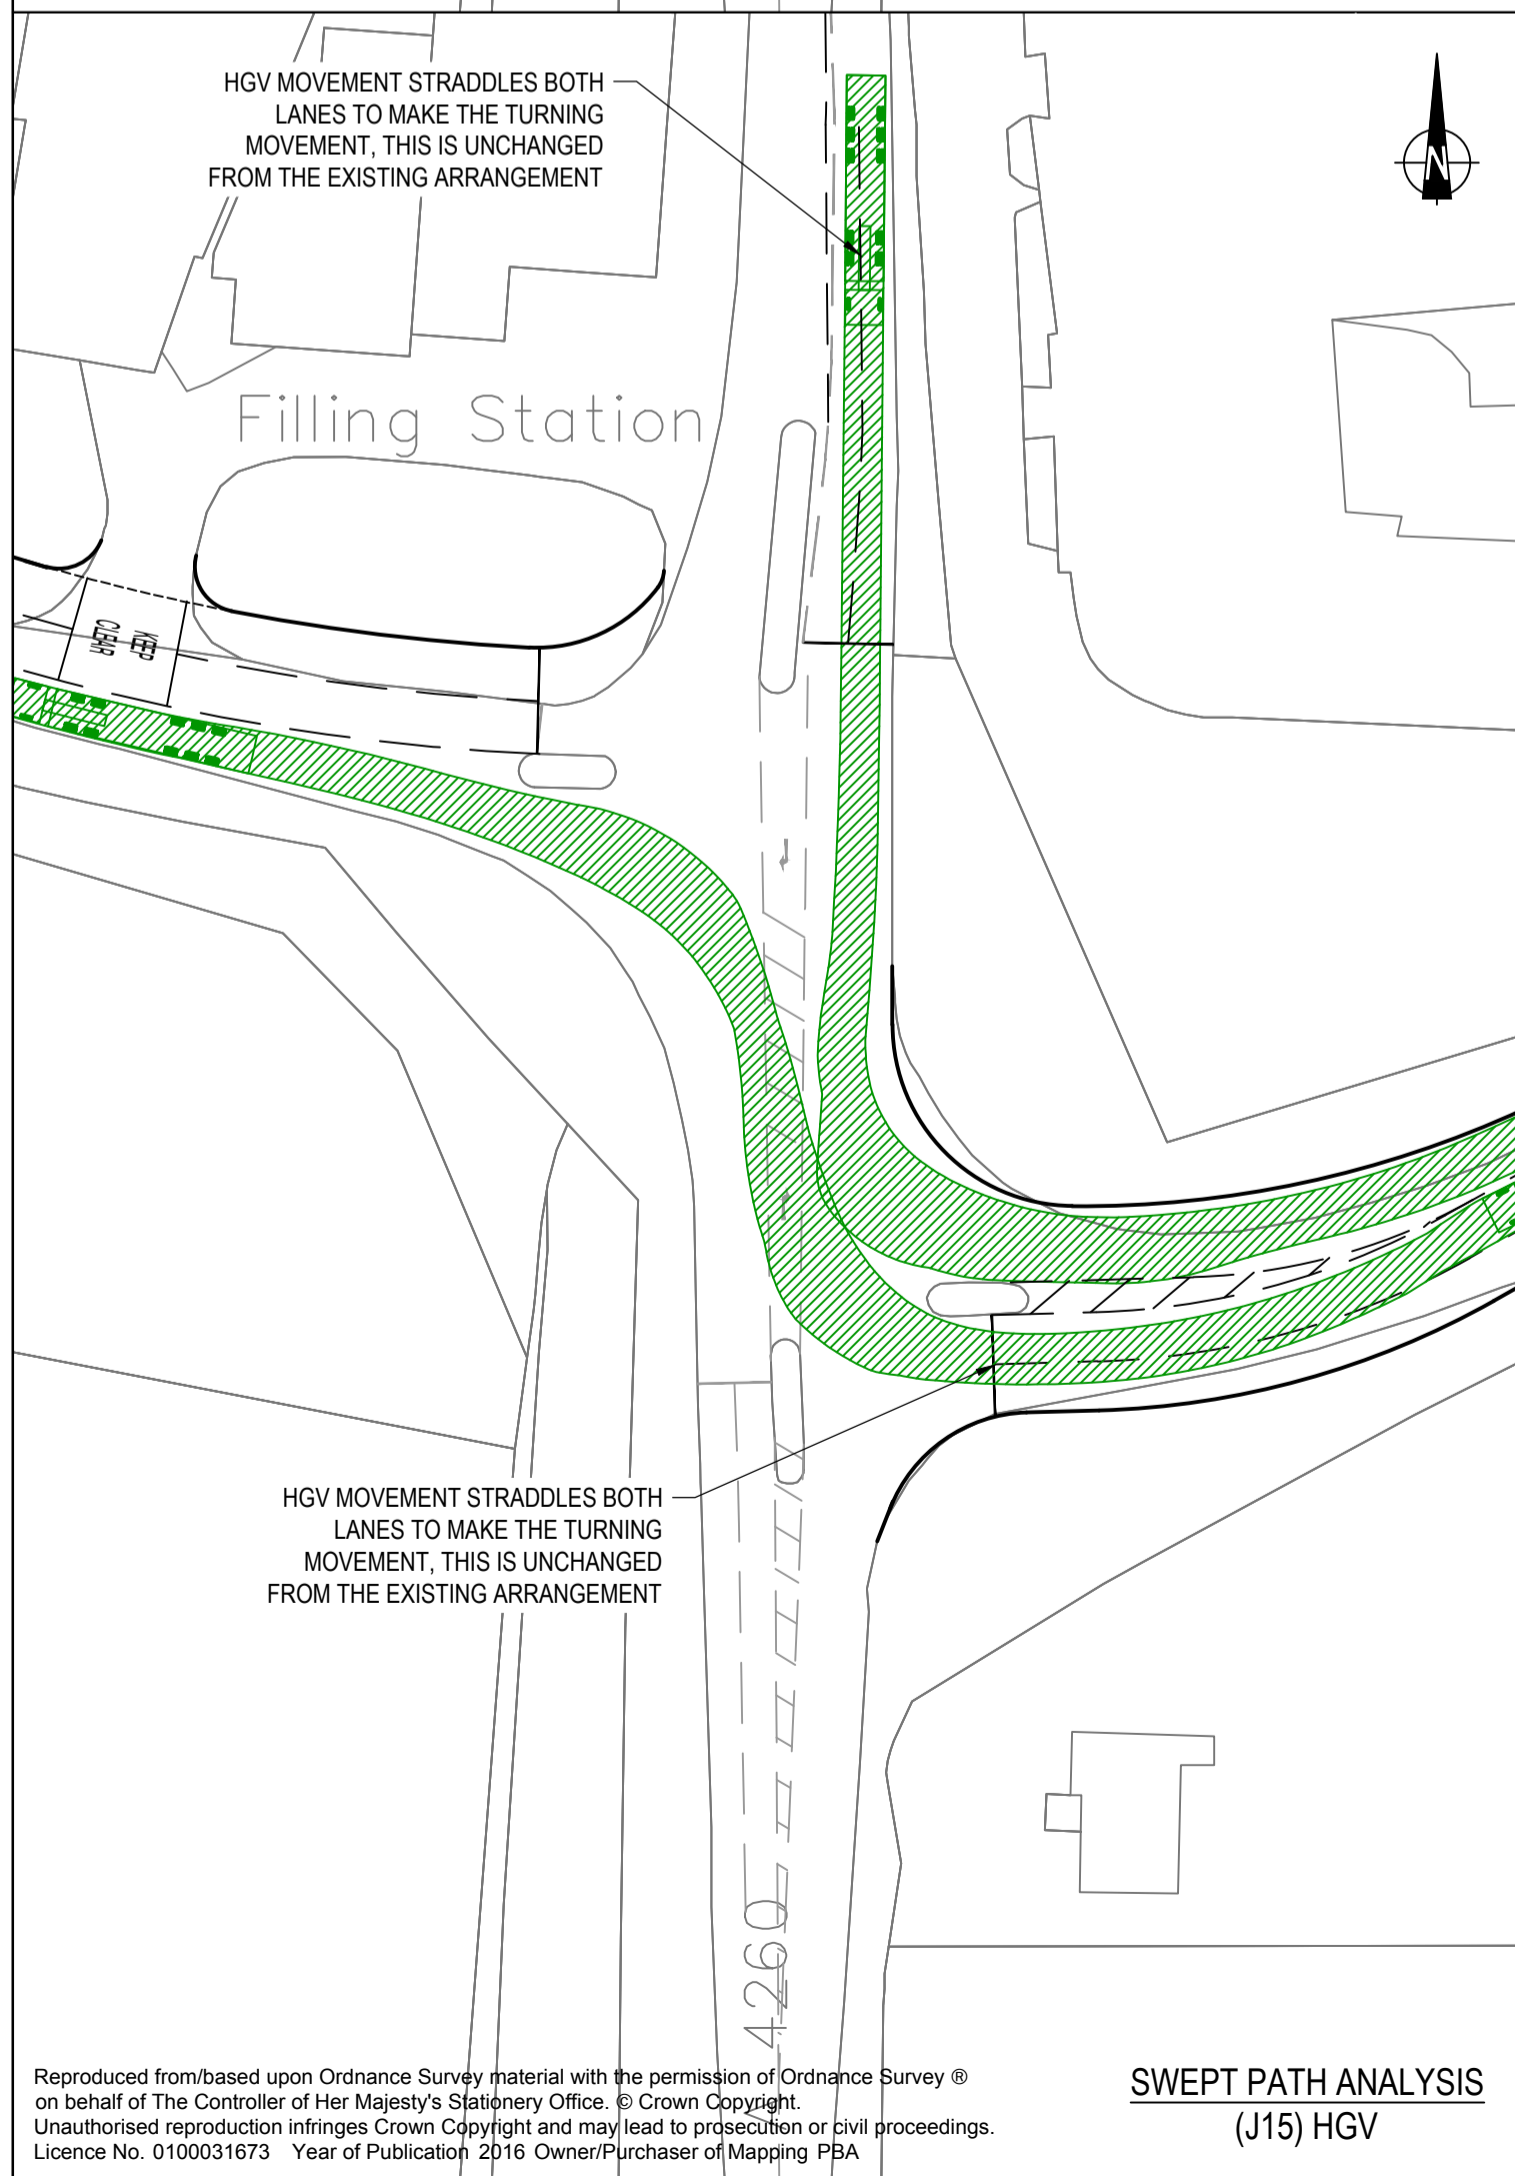 HGV MOVEMENT STRADDLES BOTH
LANES TO MAKE THE TURNING
MOVEMENT, THIS IS UNCHANGED
FROM THE EXISTING ARRANGEMENT
N
Filling Station
KEEP
CLEAR
HGV MOVEMENT STRADDLES BOTH
LANES TO MAKE THE TURNING
MOVEMENT, THIS IS UNCHANGED
FROM THE EXISTING ARRANGEMENT
A 4260
Reproduced from/based upon Ordnance Survey material with the permission of Ordnance Survey ®
on behalf of The Controller of Her Majesty's Stationery Office. © Crown Copyright.
Unauthorised reproduction infringes Crown Copyright and may lead to prosecution or civil proceedings.
Licence No. 0100031673 Year of Publication 2016 Owner/Purchaser of Mapping PBA
SWEPT PATH ANALYSIS
(J15) HGV